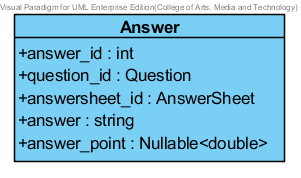 Visual Paradigm for UML Enterprise Edition(College of Arts, Media and Technology)
Answer
+answer_id : int
+question_id : Question
+answersheet_id : AnswerSheet
+answer : string
+answer_point : Nullable<double>